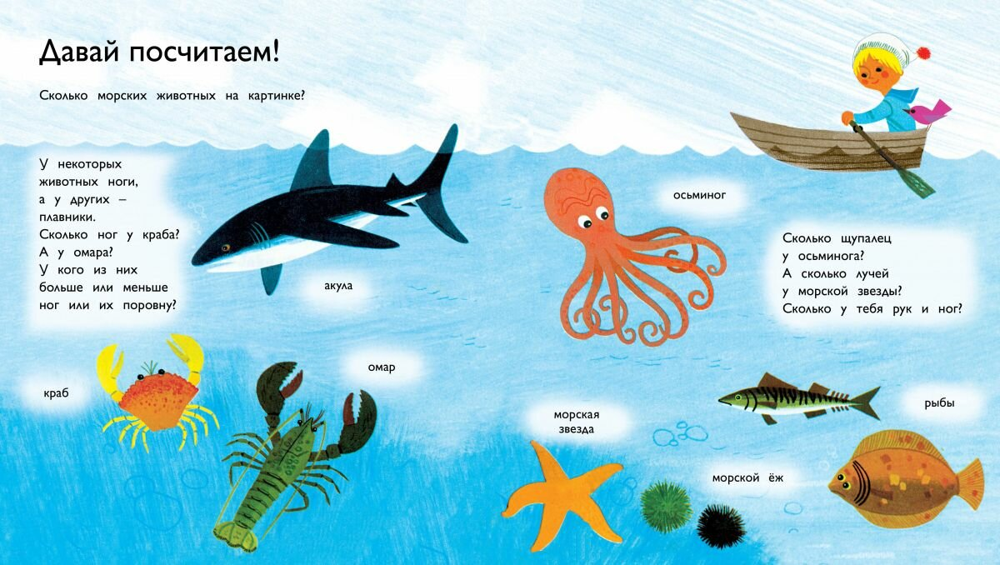 Давай посчитаем!
Сколько морских животных на картинке?
У некоторых
животных ноги,
а у других –
плавники.
Сколько ног у краба?
А у омара?
У кого из них
больше или меньше
ног или их поровну?
акула
осьминог
Сколько щупалец
у осьминога?
А сколько лучей
у морской звезды?
Сколько у тебя рук и ног?
краб
омар
морская
звезда
рыбы
морской ёж